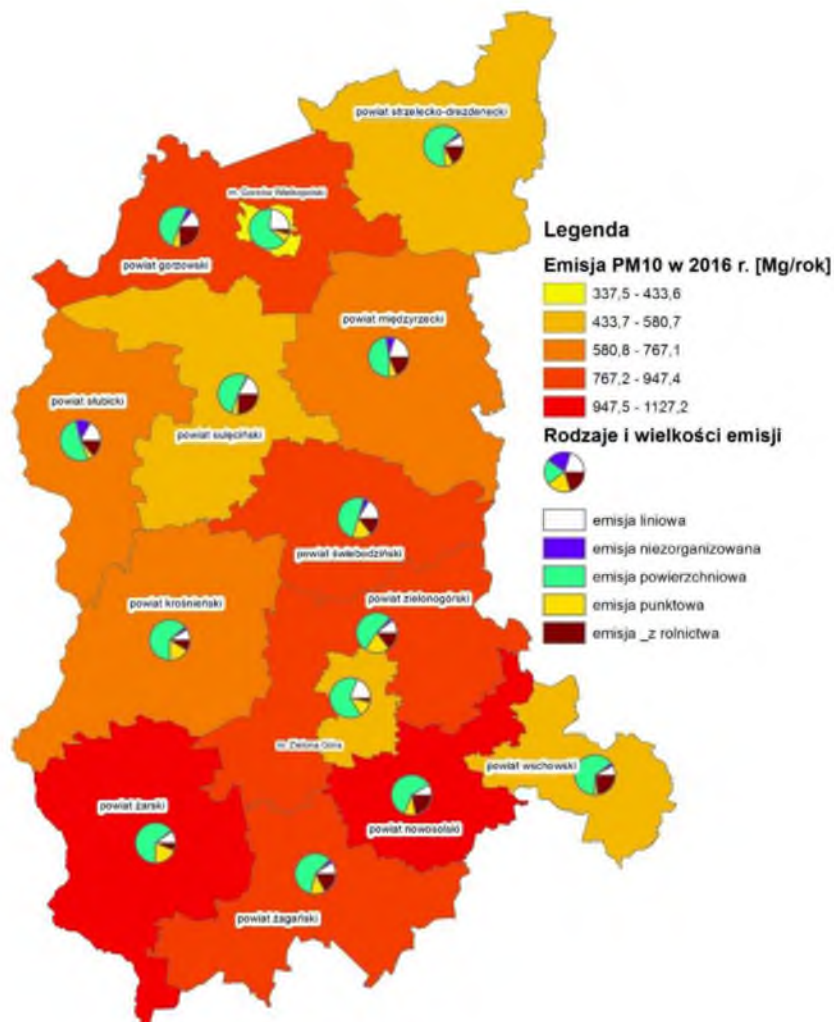 powiat strzelecko-drezdenecki
m. Gorzów Wielkopolski
powiat gorzowski
powiat międzyrzecki
powiat słubicki
powiat sulęciński
powiat świebodziński
powiat krośnieński
powiat zielonogórski
m. Zielona Góra
powiat wschowski
powiat żarski
powiat nowosolski
powiat żagański
Legenda
Emisja PM10 w 2016 r. [Mg/rok]
337,5 - 433,6
433,7 - 580,7
580,8 - 767,1
767,2 - 947,4
947,5 - 1127,2
Rodzaje i wielkości emisji
emisja liniowa
emisja niezorganizowana
emisja powierzchniowa
emisja punktowa
emisja _z rolnictwa